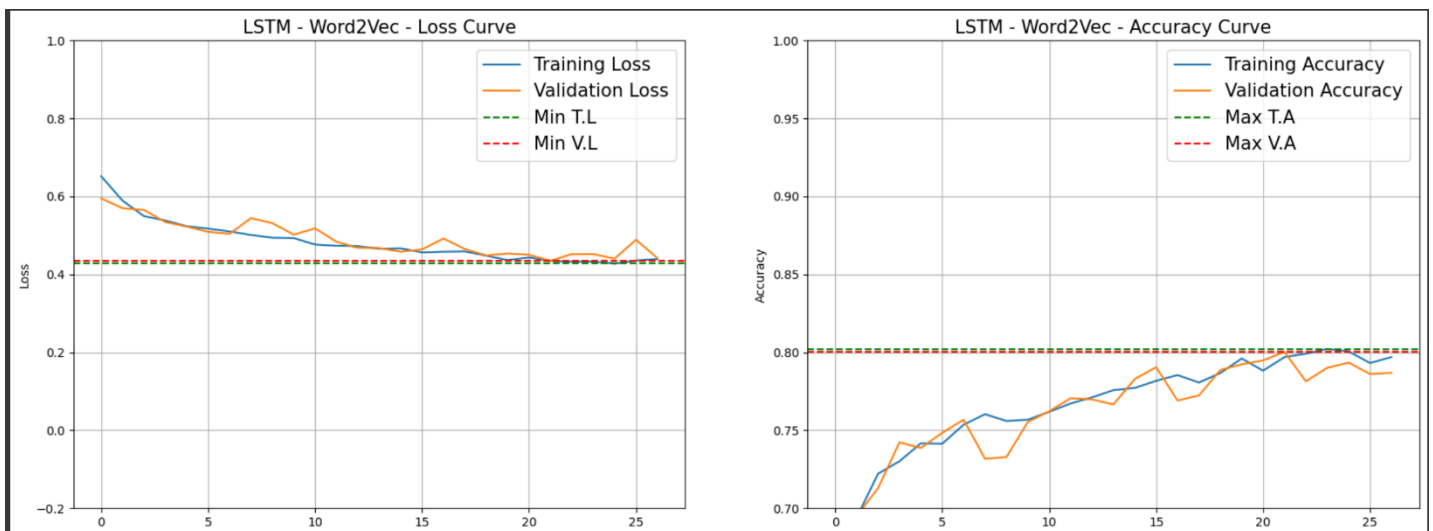 LSTM - Word2Vec - Loss Curve
1.0
0.8
0.6
0.4
0.2
0.0
−0.2
Loss
Training Loss
Validation Loss
Min T.L
Min V.L
0 5 10 15 20 25
LSTM - Word2Vec - Accuracy Curve
1.00
0.95
0.90
0.85
0.80
0.75
0.70
Accuracy
Training Accuracy
Validation Accuracy
Max T.A
Max V.A
0 5 10 15 20 25